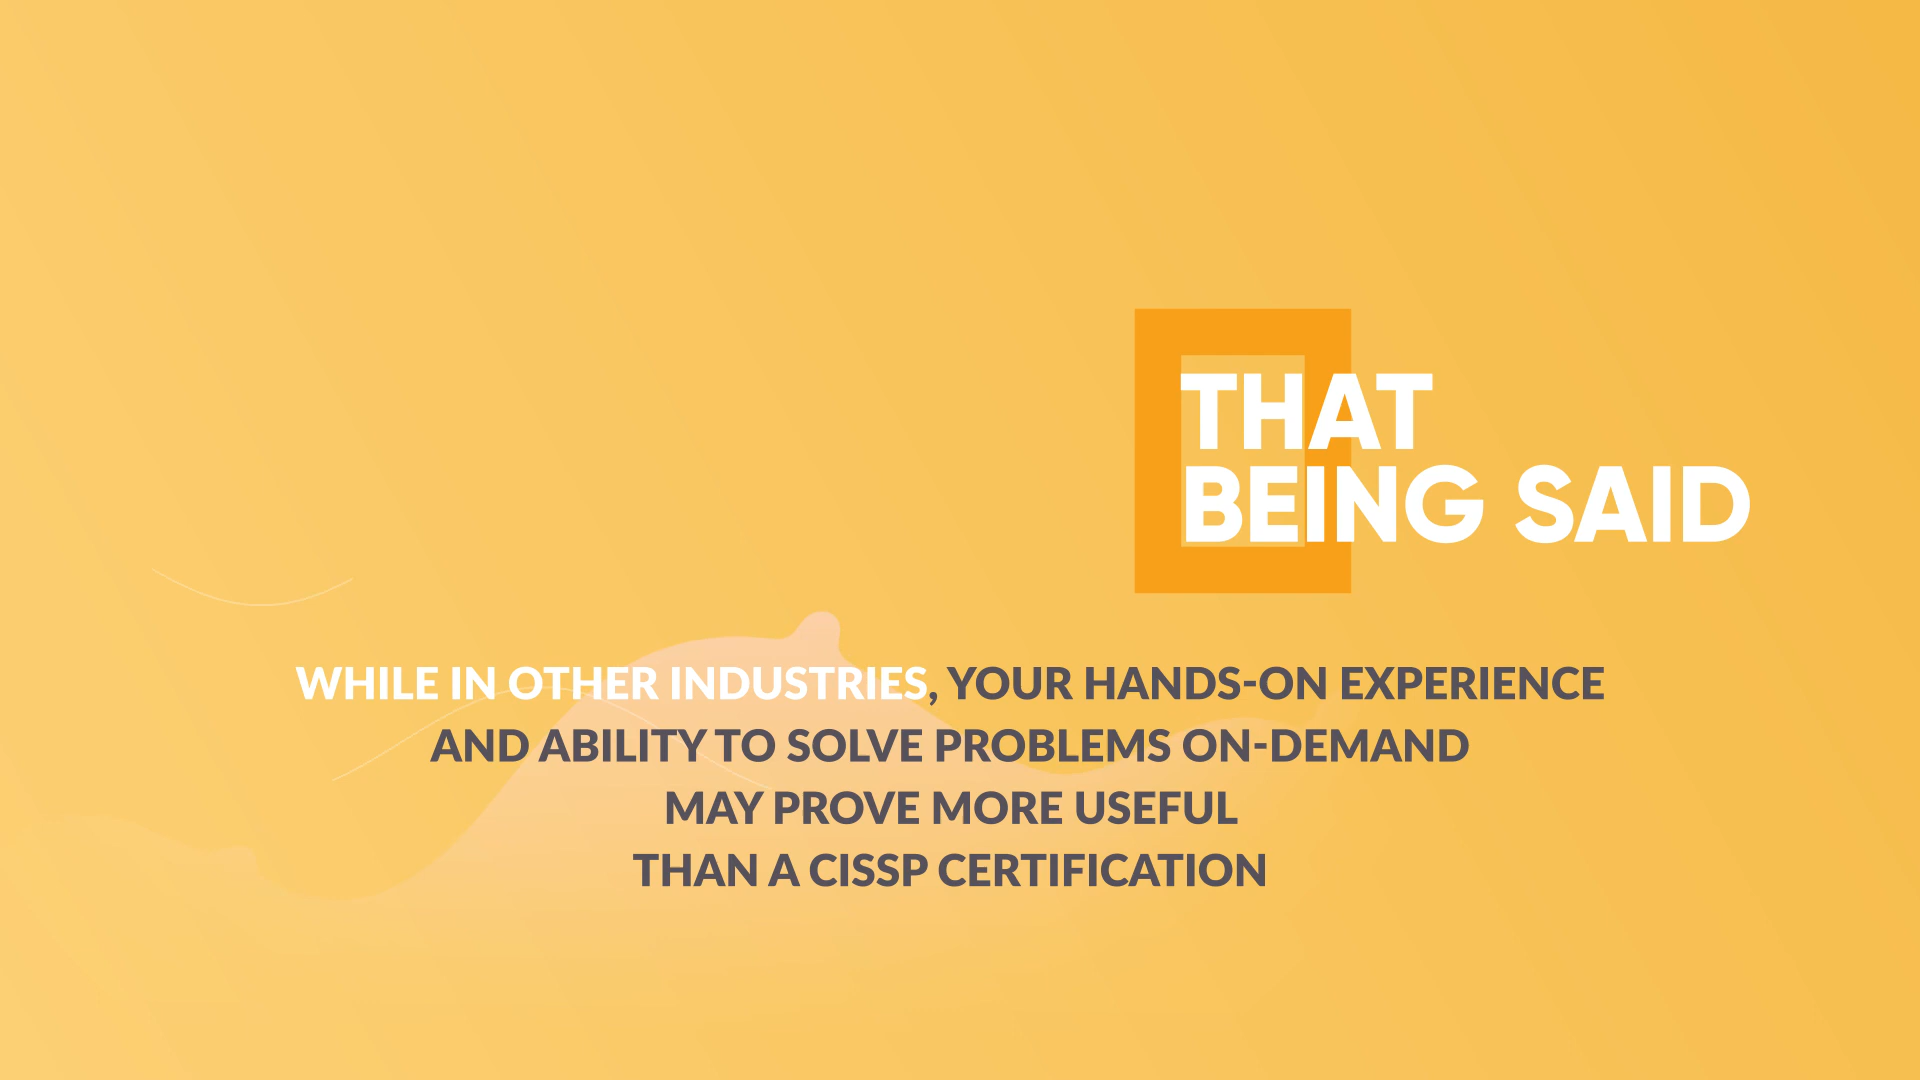 THAT
BEING SAID
WHILE IN OTHER INDUSTRIES, YOUR HANDS-ON EXPERIENCE
AND ABILITY TO SOLVE PROBLEMS ON-DEMAND
MAY PROVE MORE USEFUL
THAN A CISSP CERTIFICATION